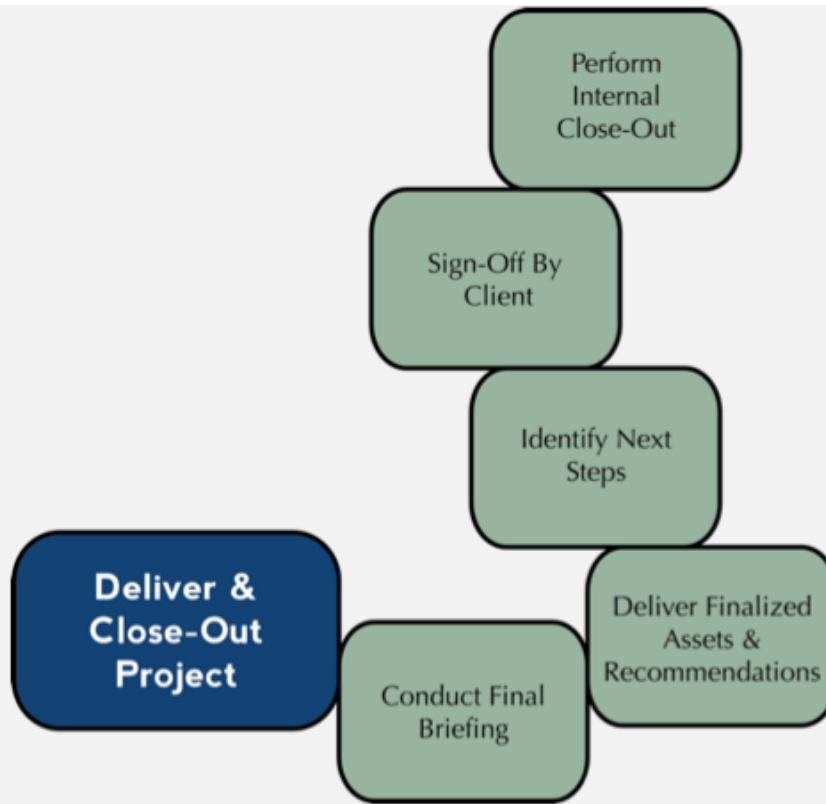 Perform
Internal
Close-Out
Sign-Off By
Client
Identify Next
Steps
Deliver &
Close-Out
Project
Deliver Finalized
Assets &
Recommendations
Conduct Final
Briefing